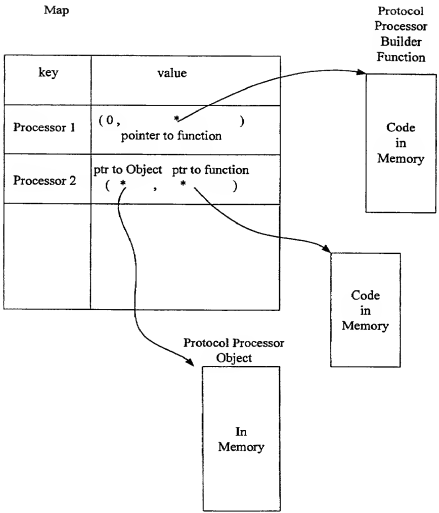 Map
Protocol
Processor
Builder
Function
key value
Processor 1 ( 0 , * )
pointer to function
Processor 2 ptr to Object ptr to function
( * , * )
Code
in
Memory
Code
in
Memory
Protocol Processor
Object
In
Memory